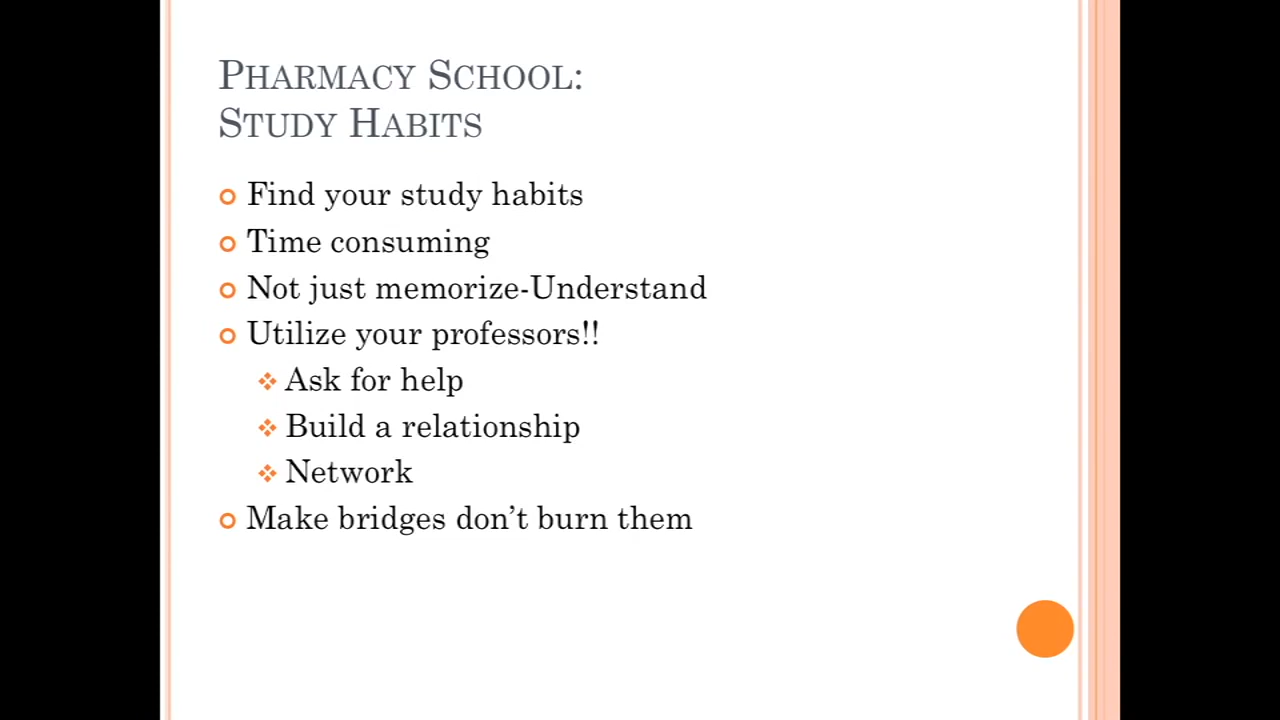 Pharmacy School:
Study Habits
Find your study habits
Time consuming
Not just memorize-Understand
Utilize your professors!!
Ask for help
Build a relationship
Network
Make bridges don’t burn them